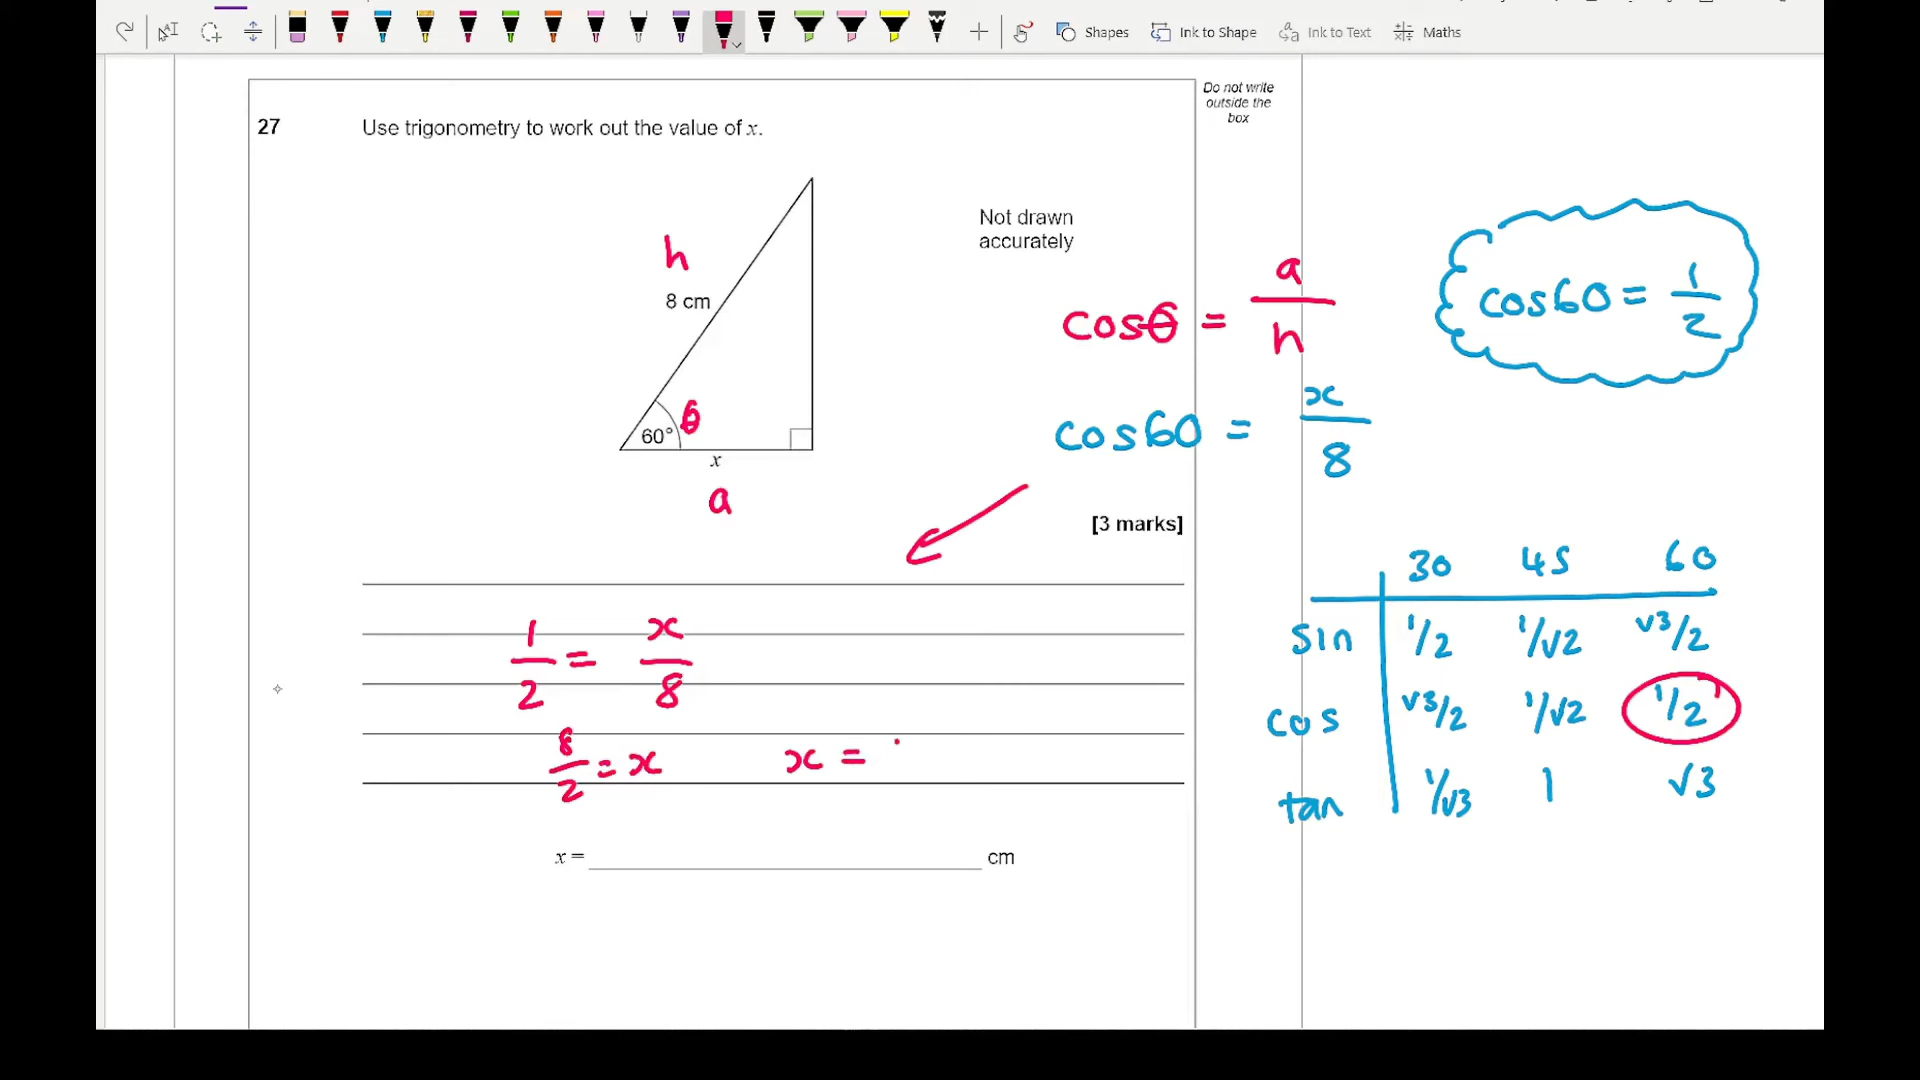 Shapes Ink to Shape Ink to Text Maths
Do not write
outside the
box
27 Use trigonometry to work out the value of x.
Not drawn
accurately
h
8 cm
60° θ
x
a
cosθ = a/h
cos60 = 1/2
cos60 = x/8
[3 marks]
30 45 60
sin 1/2 1/√2 √3/2
cos √3/2 1/√2 1/2
tan 1/√3 1 √3
1/2 = x/8
8/2 = x x =
x = cm